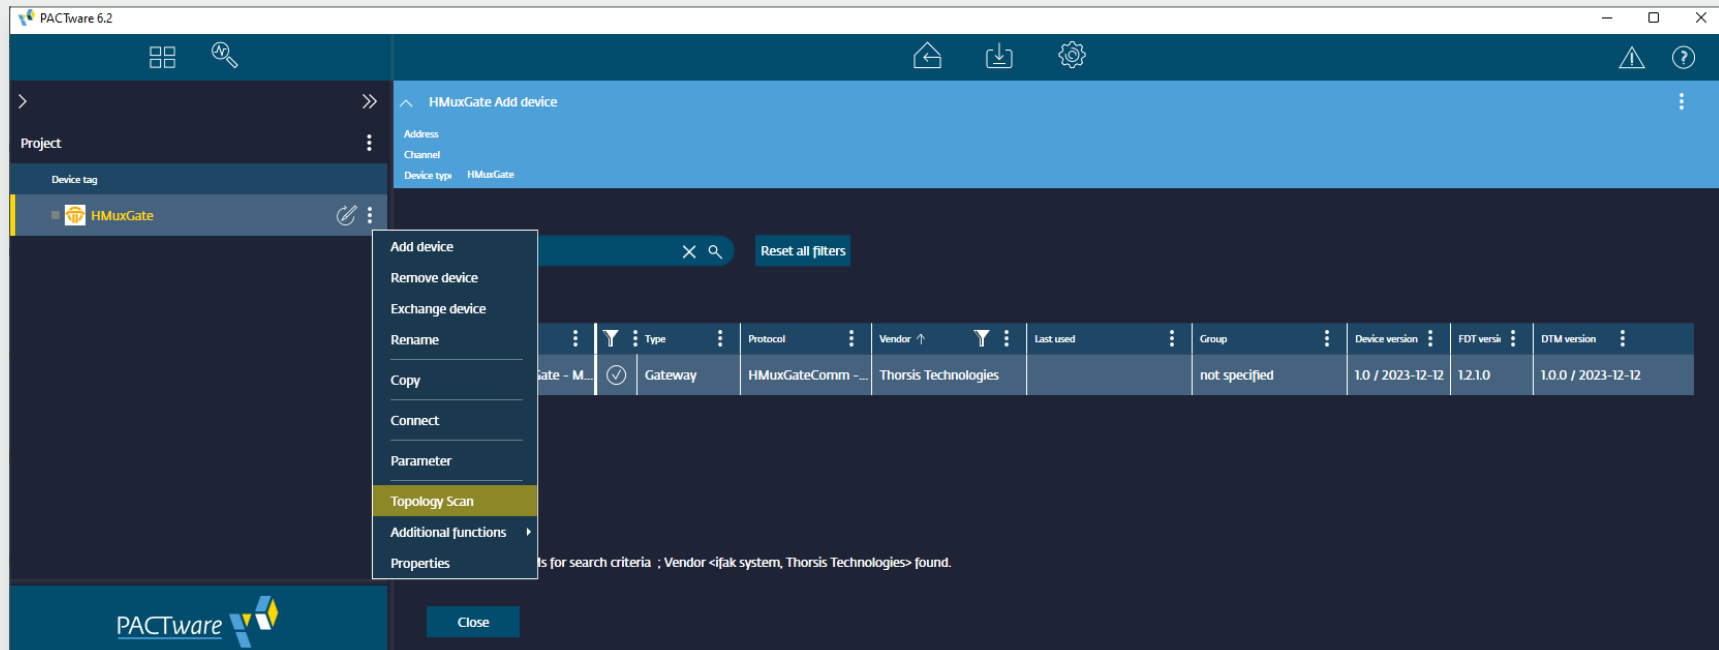 PACTware 6.2
HMuxGate Add device
Address
Channel
Device type HMuxGate
Project
Device tag
HMuxGate
Add device
Remove device
Exchange device
Rename
Copy
Connect
Parameter
Topology Scan
Additional functions
Properties
Reset all filters
Type Protocol Vendor Last used Group Device version FDT versi DTM version
Gate - M... Gateway HMuxGateComm -... Thorsis Technologies not specified 1.0 / 2023-12-12 1.2.1.0 1.0.0 / 2023-12-12
for search criteria ; Vendor <ifak system, Thorsis Technologies> found.
Close
PACTware